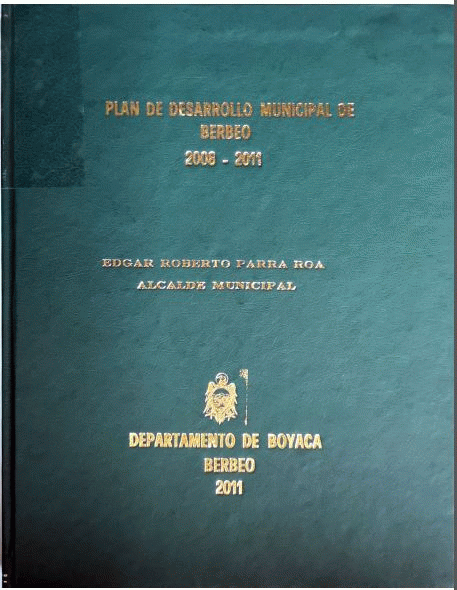 PLAN DE DESARROLLO MUNICIPAL DE
BERBEO
2008 - 2011
EDGAR ROBERTO PARRA ROA
ALCALDE MUNICIPAL
DEPARTAMENTO DE BOYACA
BERBEO
2011